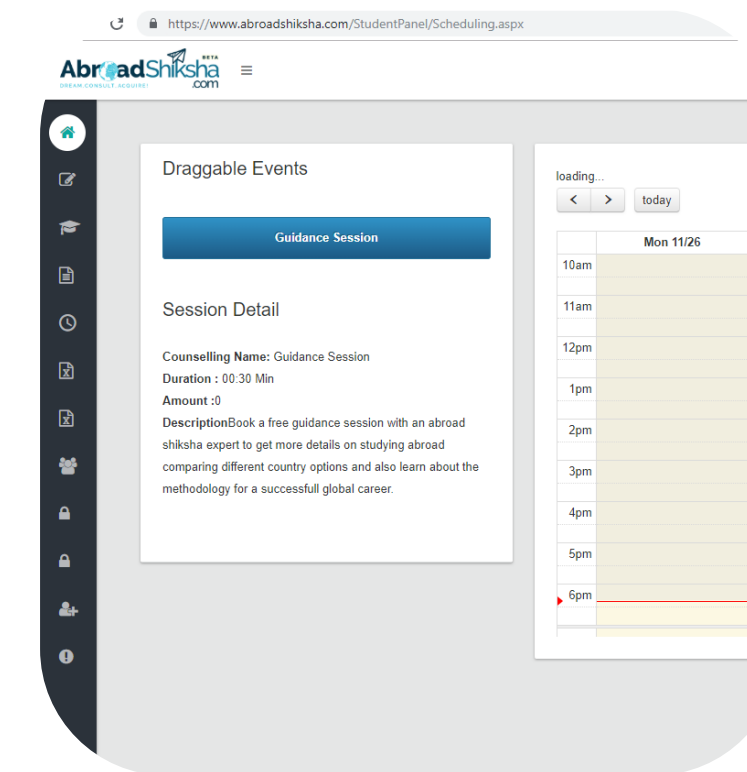 https://www.abroadshiksha.com/StudentPanel/Scheduling.aspx
BETA
AbroadShiksha
.com
DREAM.CONSULT.ACQUIRE!
Draggable Events
Guidance Session
Session Detail
Counselling Name: Guidance Session
Duration : 00:30 Min
Amount :0
DescriptionBook a free guidance session with an abroad
shiksha expert to get more details on studying abroad
comparing different country options and also learn about the
methodology for a successfull global career.
loading...
today
Mon 11/26
10am
11am
12pm
1pm
2pm
3pm
4pm
5pm
6pm